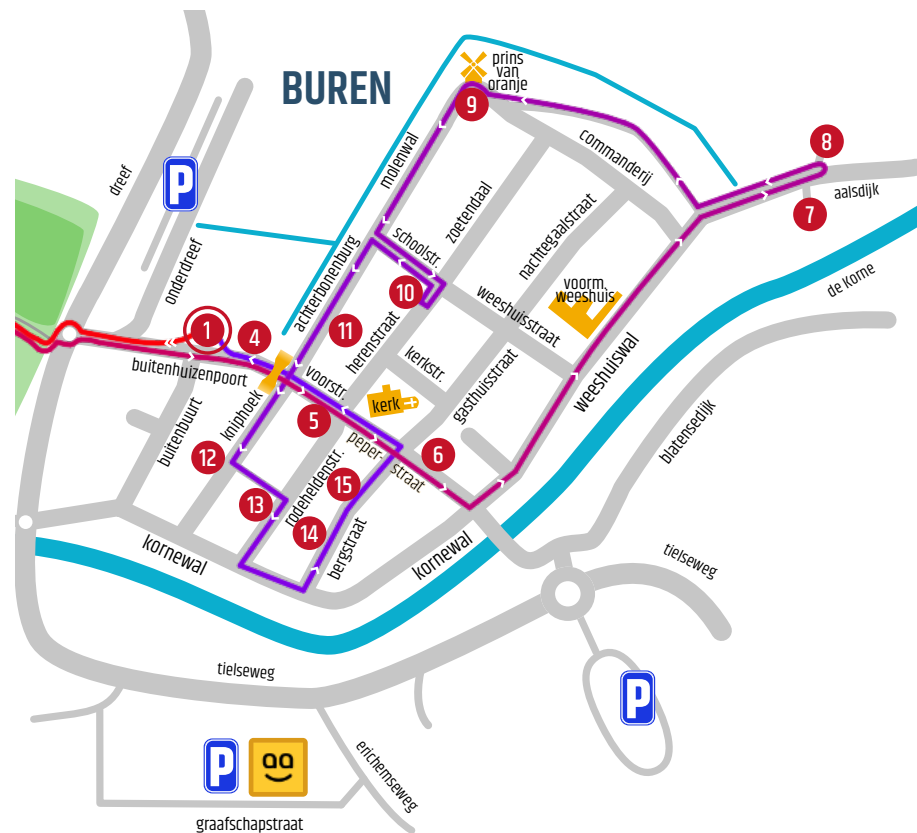 BUREN
prins
van
oranje
9
8
commanderij
dreef
P
molenwal
aalsdijk
7
zoetendaal
nachtegaalstraat
schoolstr.
onderdreef
achterbonenburg
10
weeshuisstraat
voorm.
weeshuis
de Korne
1
4
11
herenstraat
kerkstr.
gasthuisstraat
weeshuiswal
buitenhuizenpoort
voorstr.
kerk
5
peper-
straat
6
kniphoek
buitenbuurt
12
rodeheldenstr.
15
13
14
bergstraat
blatensedijk
kornewal
kornewal
tielseweg
tielseweg
P
P
erichemseweg
graafschapstraat